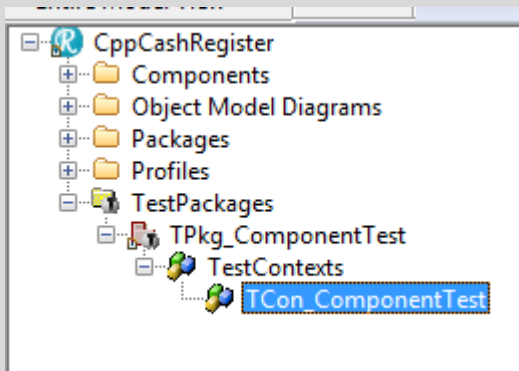 CppCashRegister
Components
Object Model Diagrams
Packages
Profiles
TestPackages
TPkg_ComponentTest
TestContexts
TCon_ComponentTest